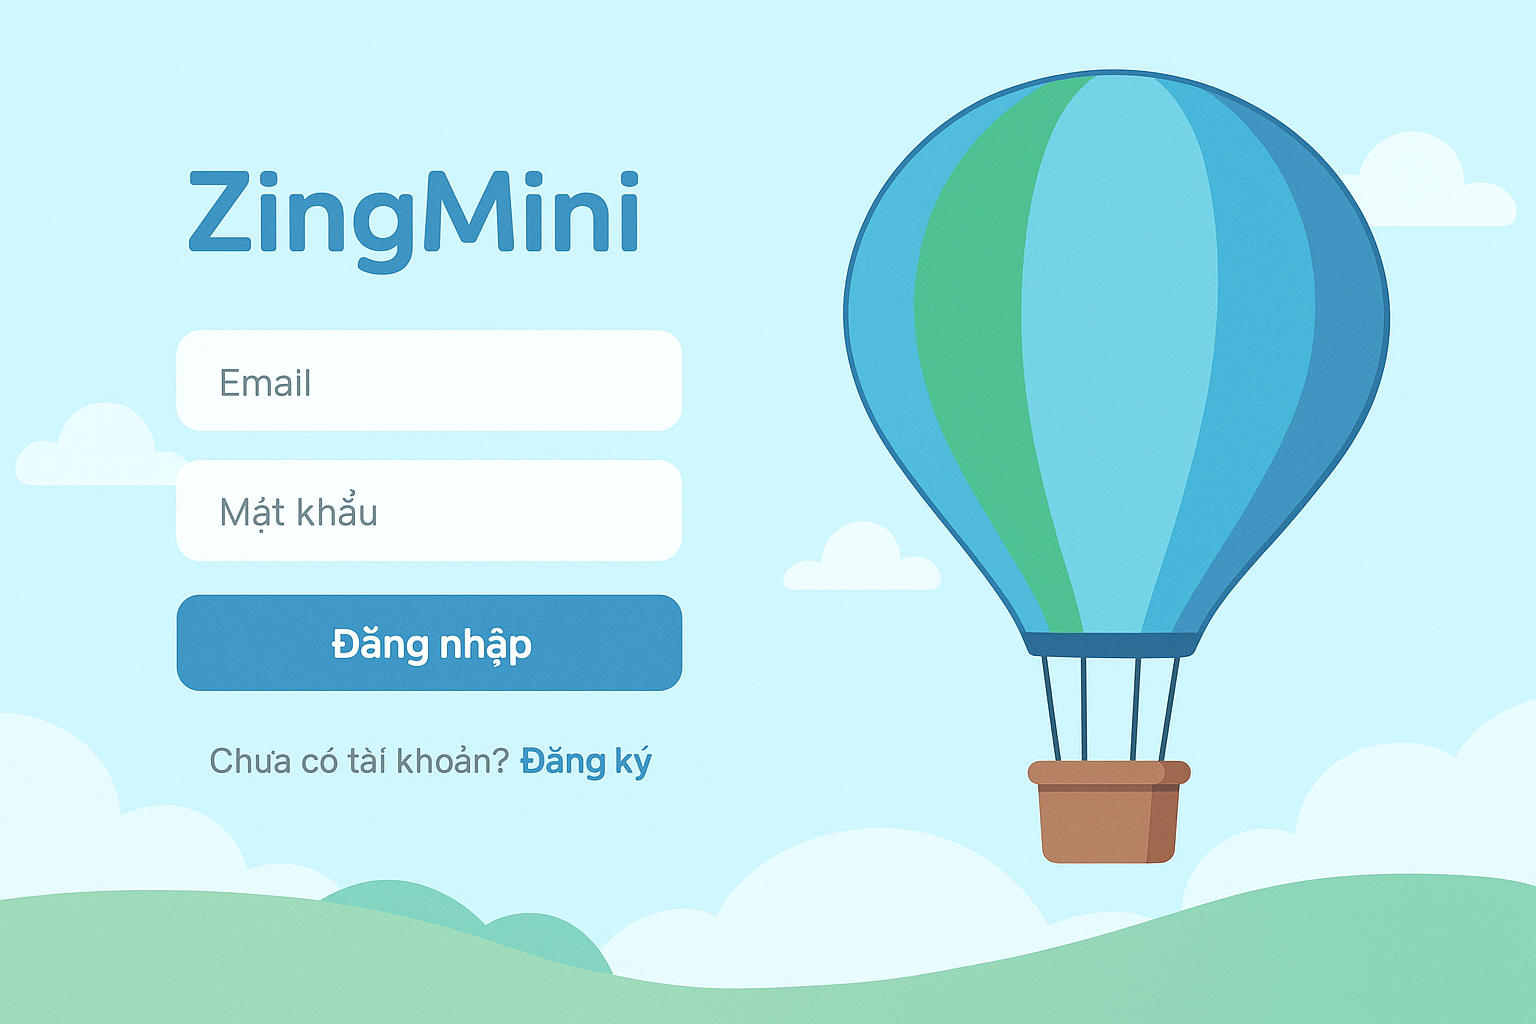 ZingMini
Email
Mật khẩu
Đăng nhập
Chưa có tài khoản? Đăng ký